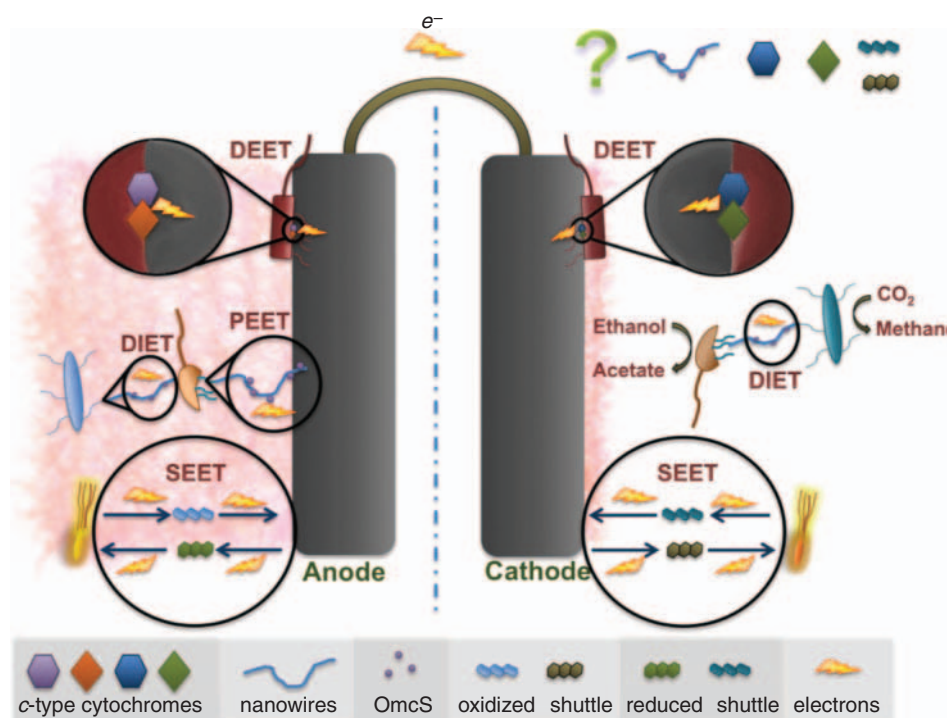 e–
?
DEET
DEET
CO2
Ethanol
Methane
PEET
DIET
Acetate
DIET
SEET
SEET
Anode
Cathode
c-type cytochromes
nanowires
OmcS
oxidized shuttle
reduced shuttle
electrons